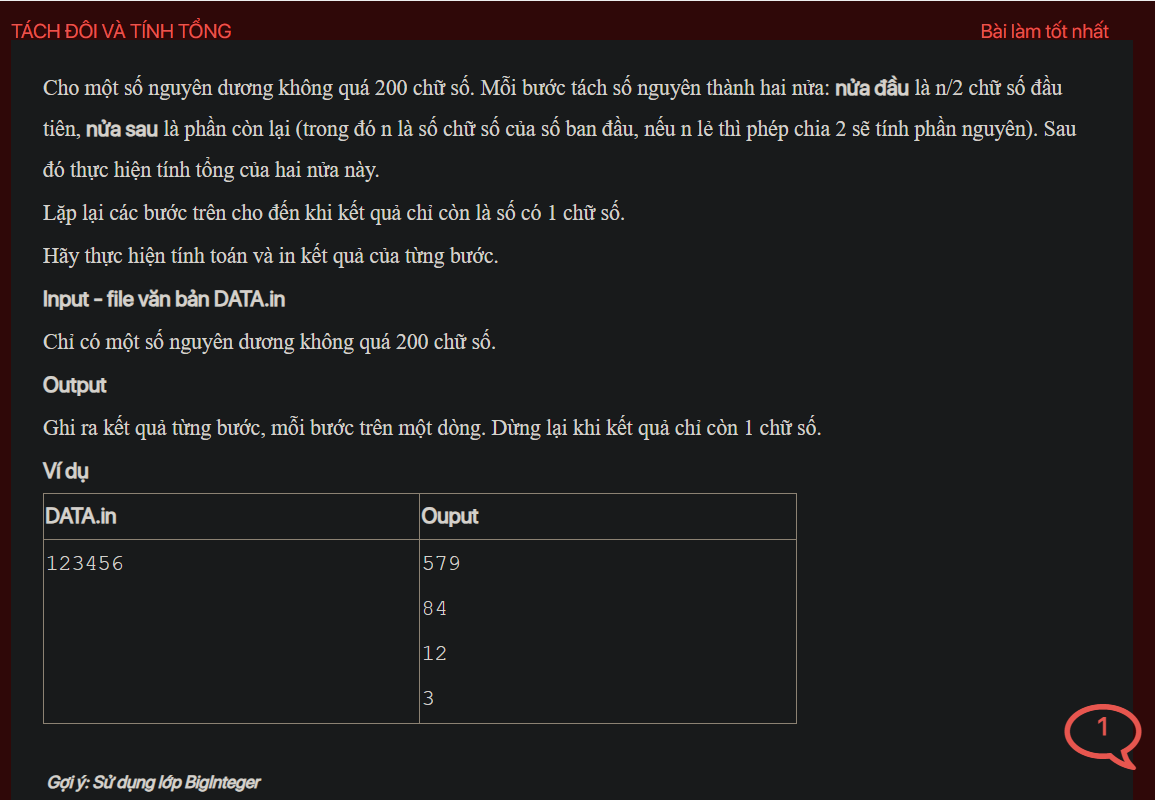 TÁCH ĐÔI VÀ TÍNH TỔNG
Bài làm tốt nhất
Cho một số nguyên dương không quá 200 chữ số. Mỗi bước tách số nguyên thành hai nửa: nửa đầu là n/2 chữ số đầu
tiên, nửa sau là phần còn lại (trong đó n là số chữ số của số ban đầu, nếu n lẻ thì phép chia 2 sẽ tính phần nguyên). Sau
đó thực hiện tính tổng của hai nửa này.
Lặp lại các bước trên cho đến khi kết quả chỉ còn là số có 1 chữ số.
Hãy thực hiện tính toán và in kết quả của từng bước.
Input – file văn bản DATA.in
Chỉ có một số nguyên dương không quá 200 chữ số.
Output
Ghi ra kết quả từng bước, mỗi bước trên một dòng. Dừng lại khi kết quả chỉ còn 1 chữ số.
Ví dụ
DATA.in
Ouput
123456
579
84
12
3
1
Gợi ý: Sử dụng lớp BigInteger